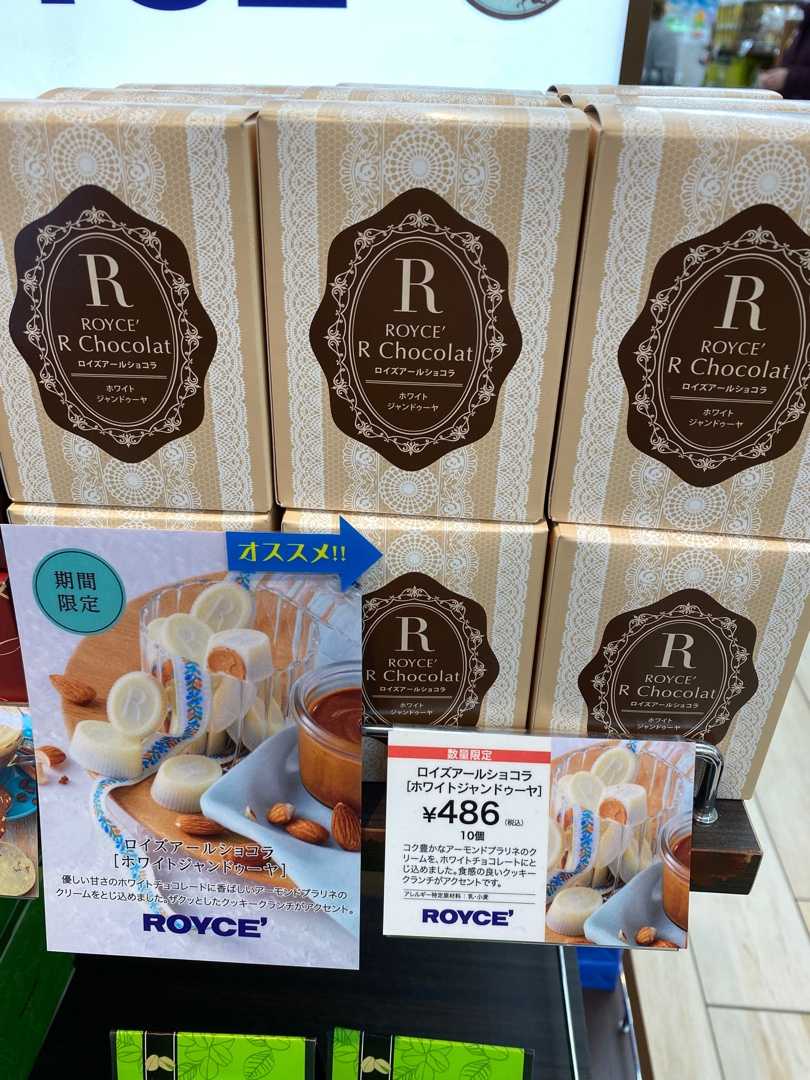 R
ROYCE'
R Chocolat
ロイズアールショコラ
ホワイト
ジャンドゥーヤ
R
ROYCE'
R Chocolat
ロイズアールショコラ
ホワイト
ジャンドゥーヤ
R
ROYCE'
R Chocolat
ロイズアールショコラ
ホワイト
ジャンドゥーヤ
R
ROYCE'
R Chocolat
ロイズアールショコラ
ホワイト
ジャンドゥーヤ
R
ROYCE'
R Chocolat
ロイズアールショコラ
ホワイト
オススメ!!
期間
限定
ロイズアールショコラ
[ホワイトジャンドゥーヤ]
優しい甘さのホワイトチョコレートに香ばしいアーモンドプラリネの
クリームをとじ込めました。ザクッとしたクッキークランチがアクセント。
ROYCE'
数量限定
ロイズアールショコラ
[ホワイトジャンドゥーヤ]
¥486(税込)
10個
コク豊かなアーモンドプラリネのク
リームを、ホワイトチョコレートにと
じ込めました。食感の良いクッキー
クランチがアクセントです。
アレルギー特定原材料 乳・小麦
ROYCE'